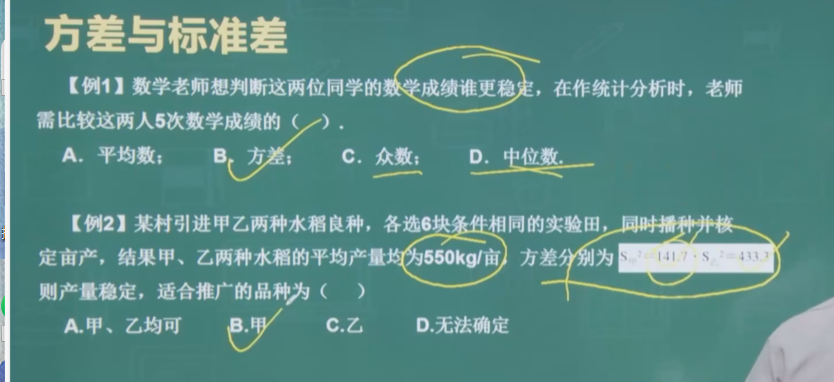 方差与标准差
【例1】数学老师想判断这两位同学的数学成绩谁更稳定，在作统计分析时，老师
需比较这两人5次数学成绩的（　）.
A. 平均数； B、方差； C. 众数； D. 中位数.
【例2】某村引进甲乙两种水稻良种，各选6块条件相同的实验田，同时播种并核
定亩产，结果甲、乙两种水稻的平均产量均为550kg/亩，方差分别为 S甲²=141.7，S乙²=433.3
则产量稳定，适合推广的品种为（　）
A.甲、乙均可 B.甲 C.乙 D.无法确定